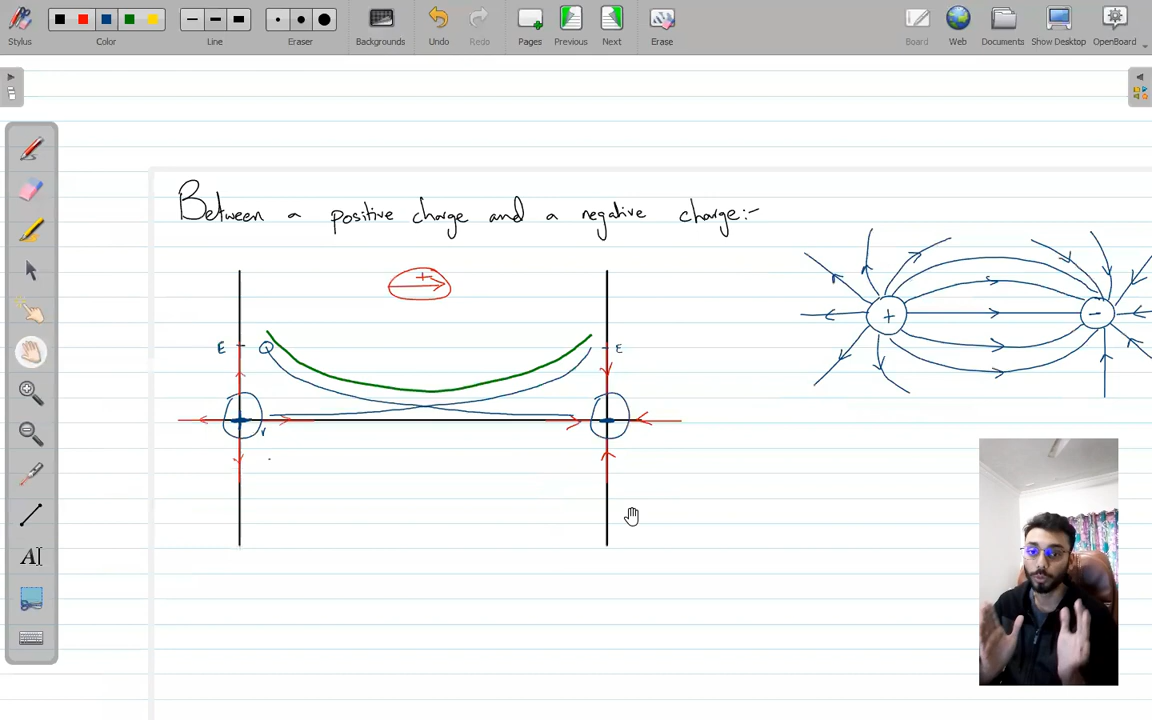 Stylus
Color
Line
Eraser
Backgrounds
Undo
Redo
Pages
Previous
Next
Erase
Board
Web
Documents
Show Desktop
OpenBoard
Between a positive charge and a negative charge:-
+
E
Q
E
+
-
r
A